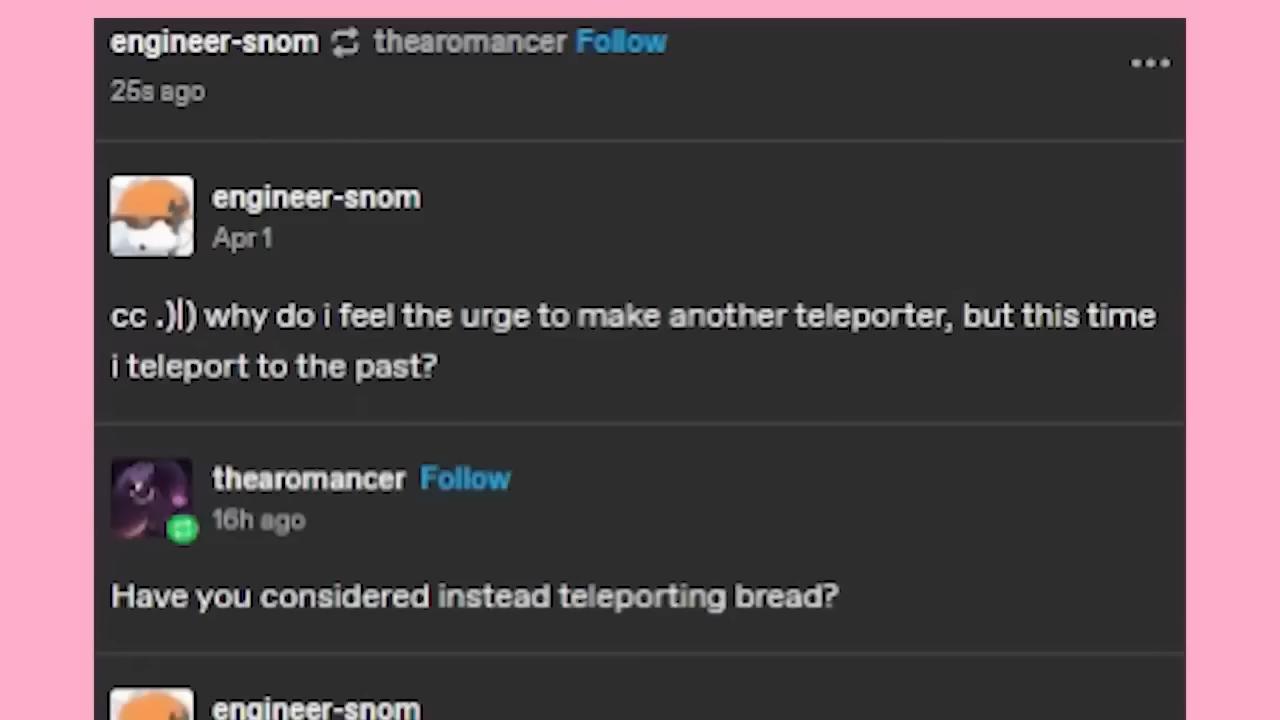 engineer-snom thearomancer Follow
25s ago
engineer-snom
Apr 1
cc .)|) why do i feel the urge to make another teleporter, but this time
i teleport to the past?
thearomancer Follow
16h ago
Have you considered instead teleporting bread?
engineer-snom